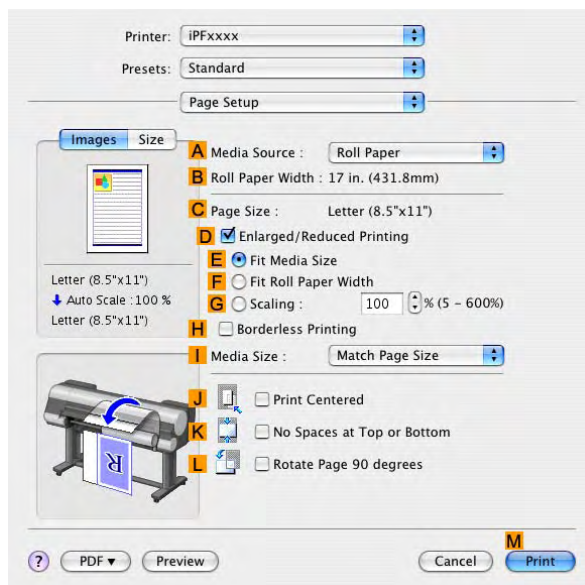 Printer: iPFxxxx
Presets: Standard
Page Setup
Images Size
A Media Source : Roll Paper
B Roll Paper Width : 17 in. (431.8mm)
C Page Size : Letter (8.5"x11")
D Enlarged/Reduced Printing
E Fit Media Size
F Fit Roll Paper Width
G Scaling : 100 % (5 - 600%)
Letter (8.5"x11")
Auto Scale :100 %
Letter (8.5"x11")
H Borderless Printing
I Media Size : Match Page Size
J Print Centered
K No Spaces at Top or Bottom
L Rotate Page 90 degrees
R
M
? PDF ▼ Preview Cancel Print